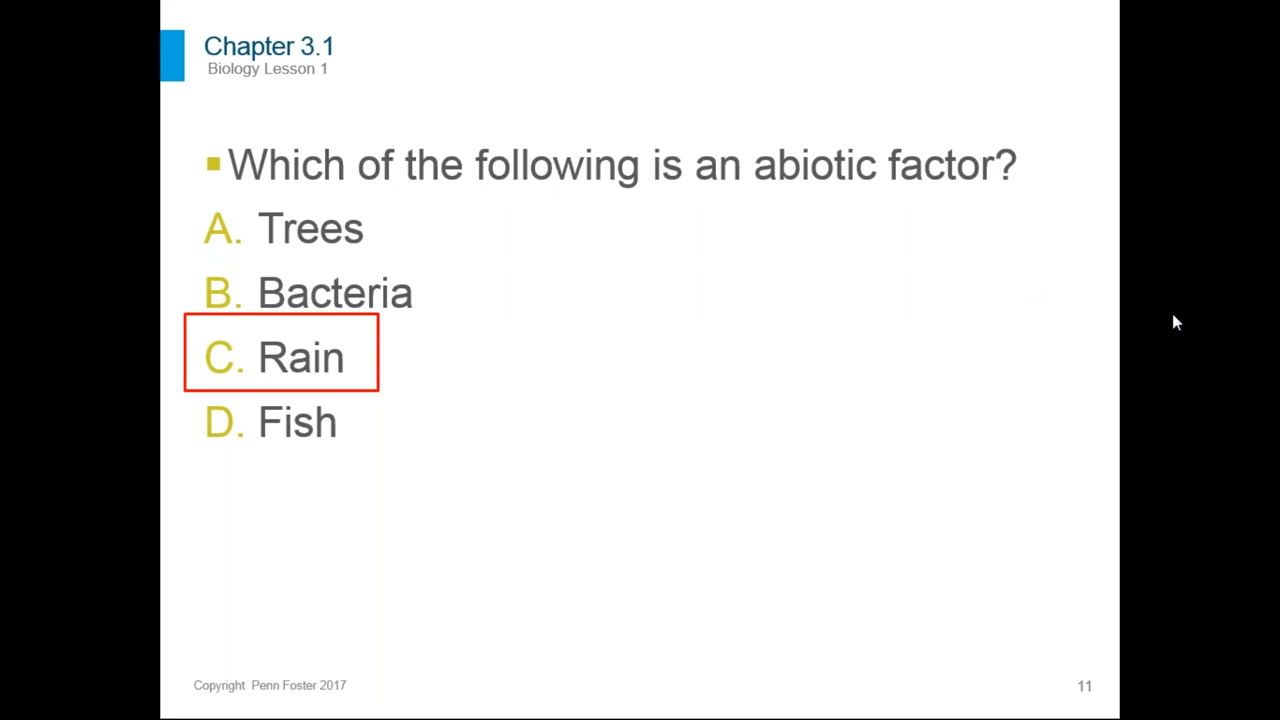 Chapter 3.1
Biology Lesson 1
Which of the following is an abiotic factor?
A. Trees
B. Bacteria
C. Rain
D. Fish
Copyright Penn Foster 2017
11